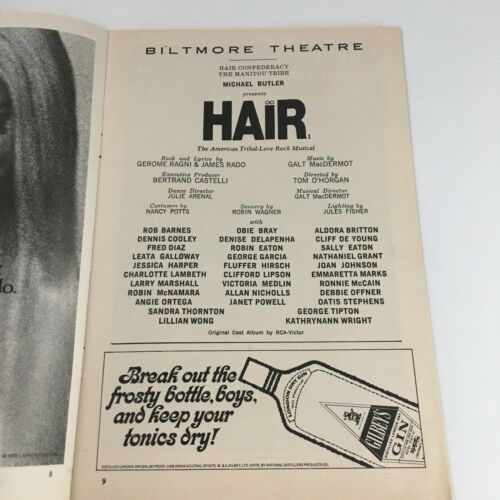 BILTMORE THEATRE
HAIR CONFEDERACY
THE MANITOU TRIBE
MICHAEL BUTLER
presents
HAIR
The American Tribal-Love Rock Musical
Book and Lyrics by Music by
GEROME RAGNI & JAMES RADO GALT MacDERMOT
Executive Producer Directed by
BERTRAND CASTELLI TOM O'HORGAN
Dance Director Musical Director
JULIE ARENAL GALT MacDERMOT
Costumes by Scenery by Lighting by
NANCY POTTS ROBIN WAGNER JULES FISHER
with
ROB BARNES OBIE BRAY ALDORA BRITTON
DENNIS COOLEY DENISE DELAPENHA CLIFF DE YOUNG
FRED DIAZ ROBIN EATON SALLY EATON
LEATA GALLOWAY GEORGE GARCIA NATHANIEL GRANT
JESSICA HARPER FLUFFER HIRSCH JOAN JOHNSON
CHARLOTTE LAMBETH CLIFFORD LIPSON EMMARETTA MARKS
LARRY MARSHALL VICTORIA MEDLIN RONNIE McCAIN
ROBIN McNAMARA ALLAN NICHOLLS DEBBIE OFFNER
ANGIE ORTEGA JANET POWELL OATIS STEPHENS
SANDRA THORNTON GEORGE TIPTON
LILLIAN WONG KATHRYNANN WRIGHT
Original Cast Album by RCA-Victor
Break out the
frosty bottle, boys,
and keep your
tonics dry!
LONDON DRY GIN
GILBEY'S
GIN
8
9